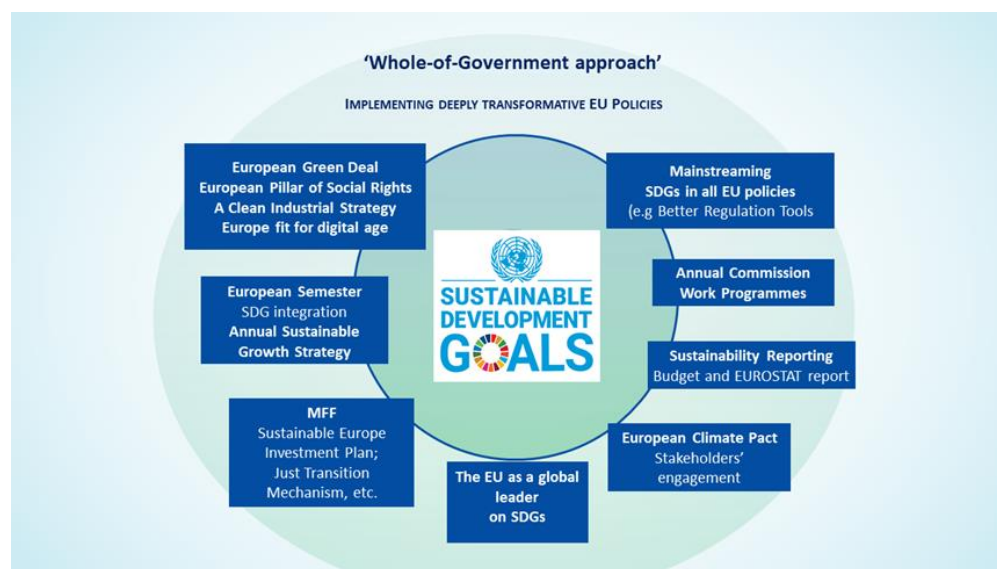 ‘Whole-of-Government approach’
IMPLEMENTING DEEPLY TRANSFORMATIVE EU POLICIES
European Green Deal
European Pillar of Social Rights
A Clean Industrial Strategy
Europe fit for digital age
Mainstreaming
SDGs in all EU policies
(e.g Better Regulation Tools
European Semester
SDG integration
Annual Sustainable
Growth Strategy
SUSTAINABLE
DEVELOPMENT
GOALS
Annual Commission
Work Programmes
Sustainability Reporting
Budget and EUROSTAT report
MFF
Sustainable Europe
Investment Plan;
Just Transition
Mechanism, etc.
The EU as a global
leader
on SDGs
European Climate Pact
Stakeholders’
engagement